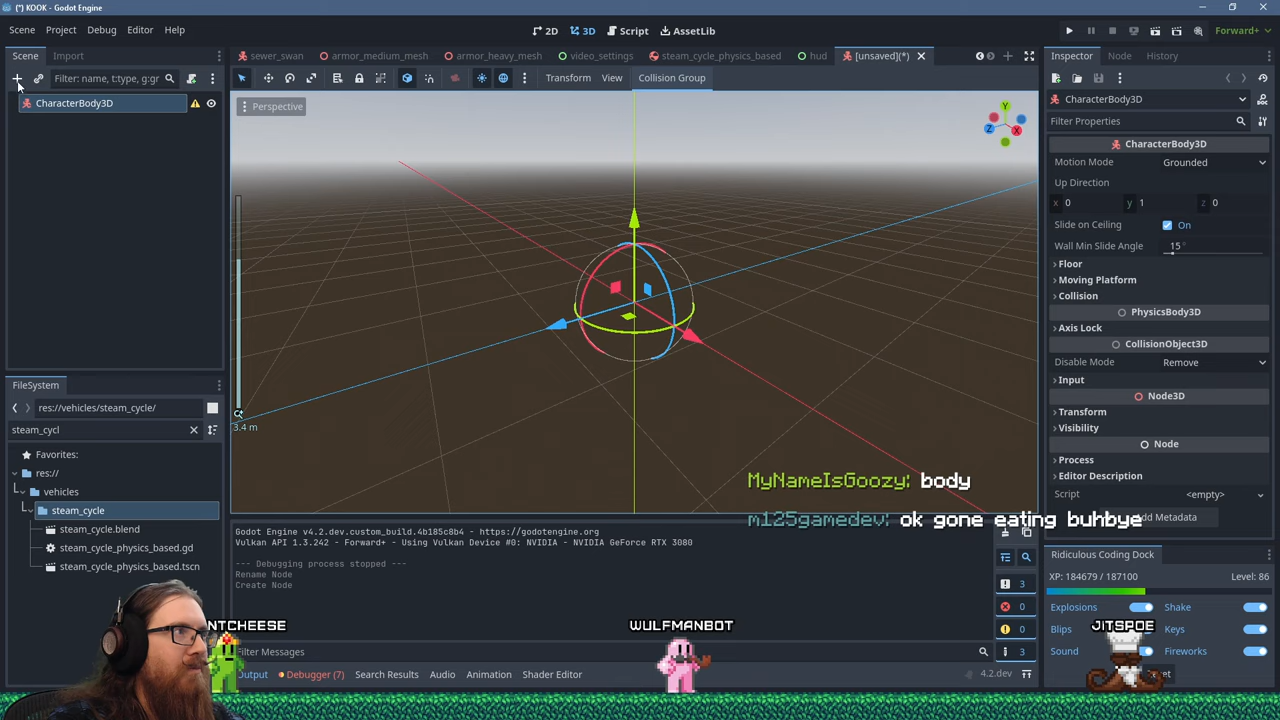 (*) KOOK - Godot Engine
Scene Project Debug Editor Help
2D 3D Script AssetLib
Forward+
Scene Import
sewer_swan armor_medium_mesh armor_heavy_mesh video_settings steam_cycle_physics_based hud [unsaved](*)
Inspector Node History
Filter: name, t:type, g:gr
Transform View Collision Group
CharacterBody3D
Perspective
Y
Z X
3.4 m
CharacterBody3D
Filter Properties
CharacterBody3D
Motion Mode Grounded
Up Direction
x 0 y 1 z 0
Slide on Ceiling On
Wall Min Slide Angle 15 °
Floor
Moving Platform
Collision
PhysicsBody3D
Axis Lock
CollisionObject3D
Disable Mode Remove
Input
Node3D
Transform
Visibility
Node
Process
Editor Description
Script <empty>
Add Metadata
FileSystem
res://vehicles/steam_cycle/
steam_cycl
Favorites:
res://
vehicles
steam_cycle
steam_cycle.blend
steam_cycle_physics_based.gd
steam_cycle_physics_based.tscn
MyNameIsGoozy: body
m125gamedev: ok gone eating buhbye
Godot Engine v4.2.dev.custom_build.4b185c8b4 - https://godotengine.org
Vulkan API 1.3.242 - Forward+ - Using Vulkan Device #0: NVIDIA - NVIDIA GeForce RTX 3080
--- Debugging process stopped ---
Rename Node
Create Node
3
0
0
3
Filter Messages
Output Debugger (7) Search Results Audio Animation Shader Editor
4.2.dev
Ridiculous Coding Dock
XP: 184679 / 187100 Level: 86
Explosions Shake
Blips Keys
Sound Fireworks
NTCHEESE
WULFMANBOT
JITSPOE